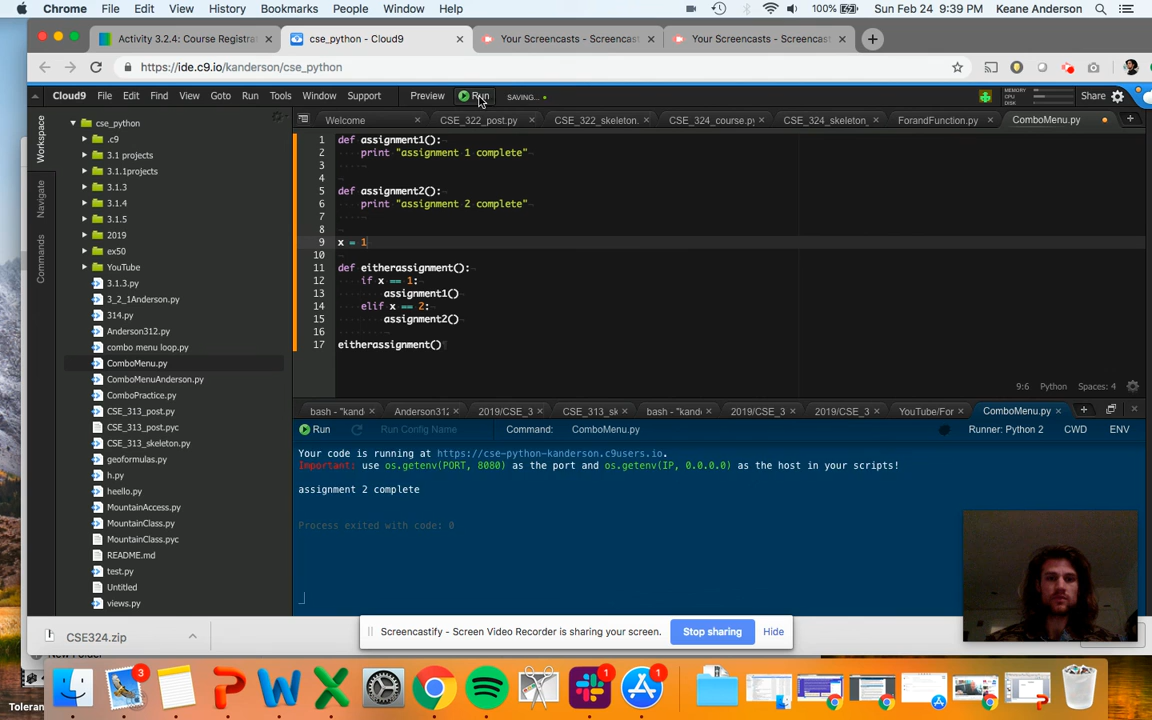 Chrome File Edit View History Bookmarks People Window Help 100% Sun Feb 24 9:39 PM Keane Anderson
Activity 3.2.4: Course Registra × cse_python - Cloud9 × Your Screencasts - Screencast × Your Screencasts - Screencast ×
https://ide.c9.io/kanderson/cse_python
Cloud9 File Edit Find View Goto Run Tools Window Support Preview Run SAVING... MEMORY CPU DISK Share
Welcome × CSE_322_post.py × CSE_322_skeleton. × CSE_324_course.py × CSE_324_skeleton_ × ForandFunction.py × ComboMenu.py
Workspace
Navigate
Commands
cse_python
.c9
3.1 projects
3.1.1projects
3.1.3
3.1.4
3.1.5
2019
ex50
YouTube
3.1.3.py
3_2_1Anderson.py
314.py
Anderson312.py
combo menu loop.py
ComboMenu.py
ComboMenuAnderson.py
ComboPractice.py
CSE_313_post.py
CSE_313_post.pyc
CSE_313_skeleton.py
geoformulas.py
h.py
heello.py
MountainAccess.py
MountainClass.py
MountainClass.pyc
README.md
test.py
Untitled
views.py
1 def assignment1():
2 print "assignment 1 complete"
3
4
5 def assignment2():
6 print "assignment 2 complete"
7
8
9 x = 1
10
11 def eitherassignment():
12 if x == 1:
13 assignment1()
14 elif x == 2:
15 assignment2()
16
17 eitherassignment()
9:6 Python Spaces: 4
bash - "kand × Anderson312 × 2019/CSE_3 × CSE_313_sk × bash - "kand × 2019/CSE_3 × 2019/CSE_3 × YouTube/For × ComboMenu.py ×
Run Run Config Name Command: ComboMenu.py Runner: Python 2 CWD ENV
Your code is running at https://cse-python-kanderson.c9users.io.
Important: use os.getenv(PORT, 8080) as the port and os.getenv(IP, 0.0.0.0) as the host in your scripts!
assignment 2 complete
Process exited with code: 0
CSE324.zip
Screencastify - Screen Video Recorder is sharing your screen. Stop sharing Hide
3 1 1
Toleran